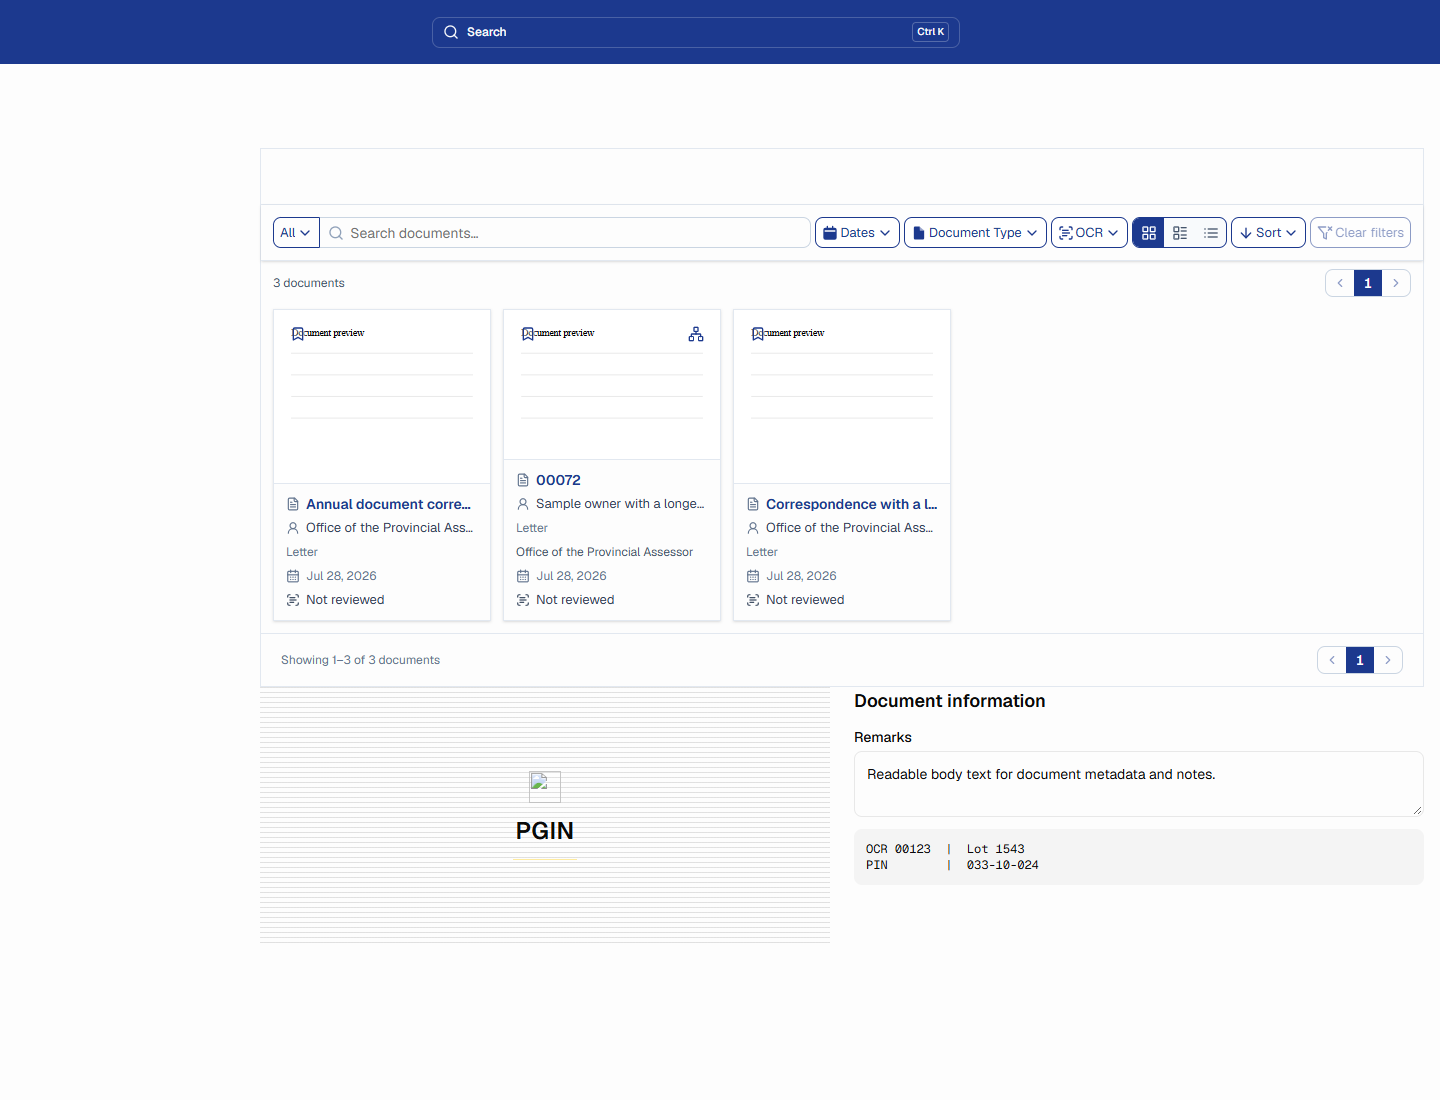 Search Ctrl K
All Search documents... Dates Document Type OCR Sort Clear filters
3 documents 1
Document preview
Annual document corre...
Office of the Provincial Ass...
Letter
Jul 28, 2026
Not reviewed
Document preview
00072
Sample owner with a longe...
Letter
Office of the Provincial Assessor
Jul 28, 2026
Not reviewed
Document preview
Correspondence with a l...
Office of the Provincial Ass...
Letter
Jul 28, 2026
Not reviewed
Showing 1–3 of 3 documents 1
PGIN
Document information
Remarks
Readable body text for document metadata and notes.
OCR 00123 | Lot 1543
PIN | 033-10-024